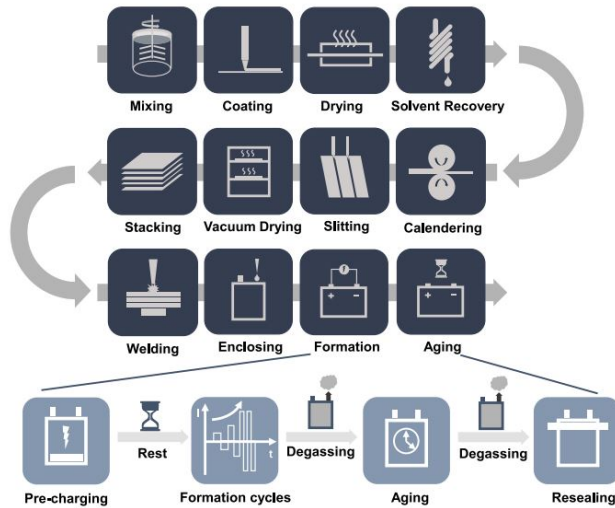 Mixing
Coating
Drying
Solvent Recovery
Stacking
Vacuum Drying
Slitting
Calendering
Welding
Enclosing
Formation
Aging
Rest
I
t
Degassing
Degassing
Pre-charging
Formation cycles
Aging
Resealing